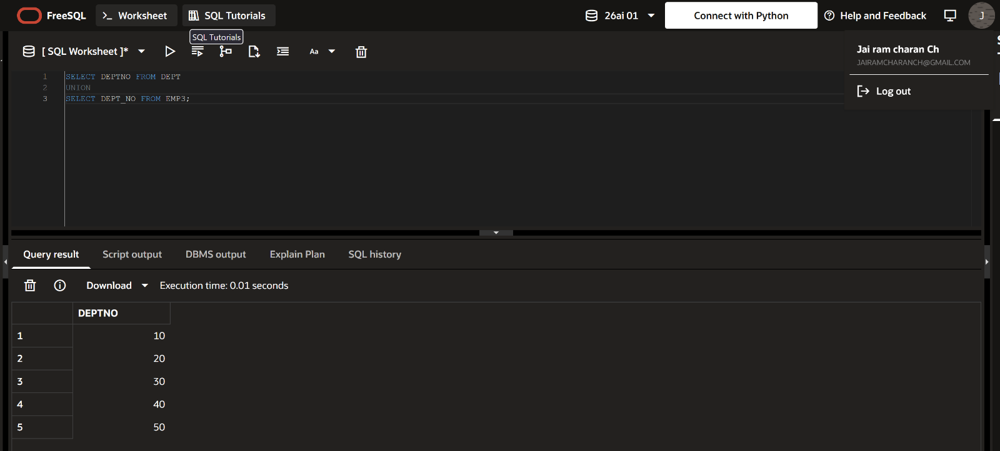 FreeSQL
Worksheet
SQL Tutorials
26ai 01
Connect with Python
Help and Feedback
J
SQL Tutorials
[ SQL Worksheet ]*
Aa
Jai ram charan Ch
JAIRAMCHARANCH@GMAIL.COM
Log out
1 SELECT DEPTNO FROM DEPT
2 UNION
3 SELECT DEPT_NO FROM EMP3;
Query result
Script output
DBMS output
Explain Plan
SQL history
Download
Execution time: 0.01 seconds
DEPTNO
1 10
2 20
3 30
4 40
5 50